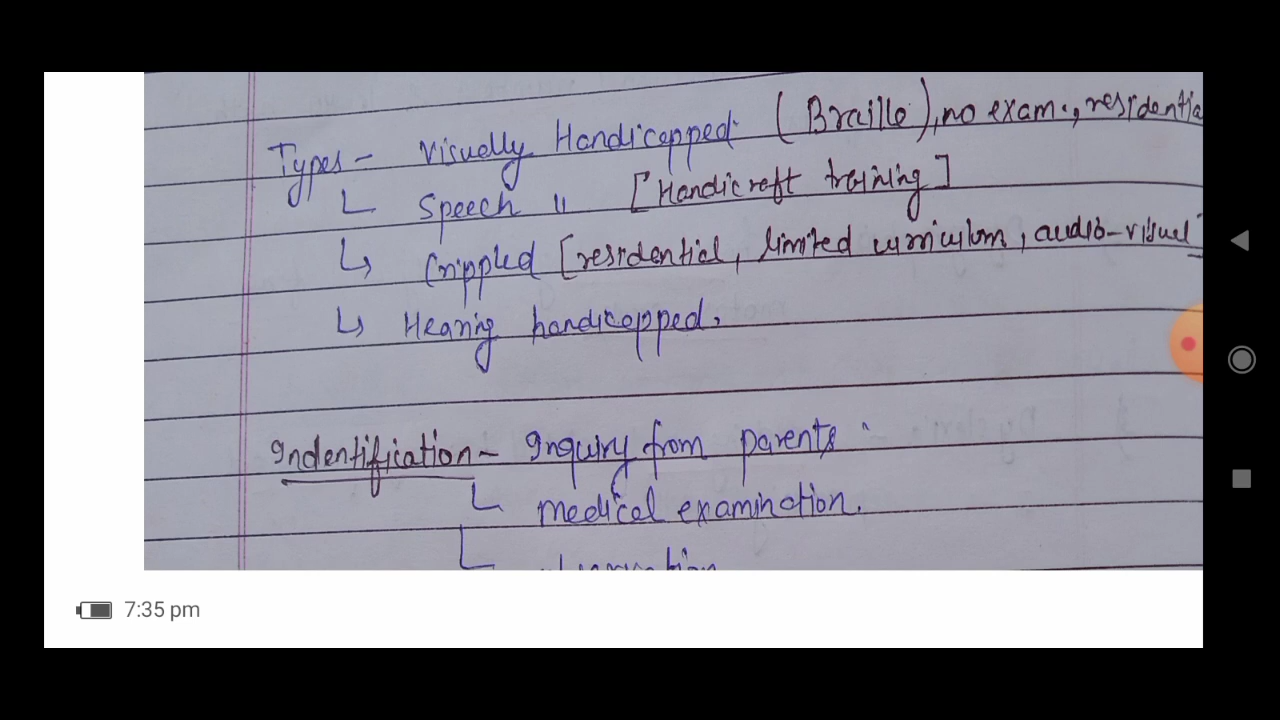 Types - Visually Handicapped (Braille), no exam., residentia
Speech " [Handicraft training]
Crippled [residential, limited curriculum, audio-visual]
Hearing handicapped.
Indentification - Inquiry from parents
medical examination.
observation
7:35 pm